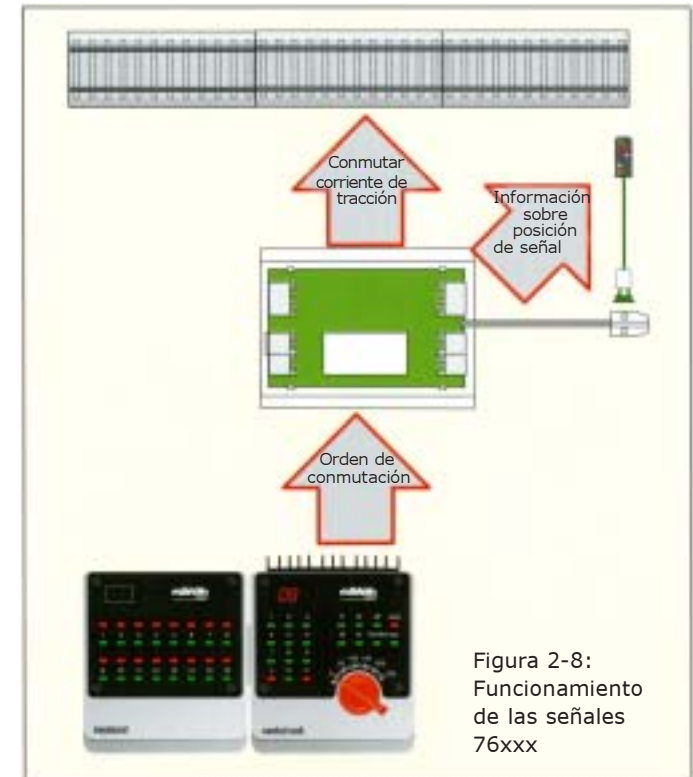 Conmutar
corriente de
tracción
Información
sobre
posición
de señal
Orden de
conmutación
Figura 2-8:
Funcionamiento
de las señales
76xxx